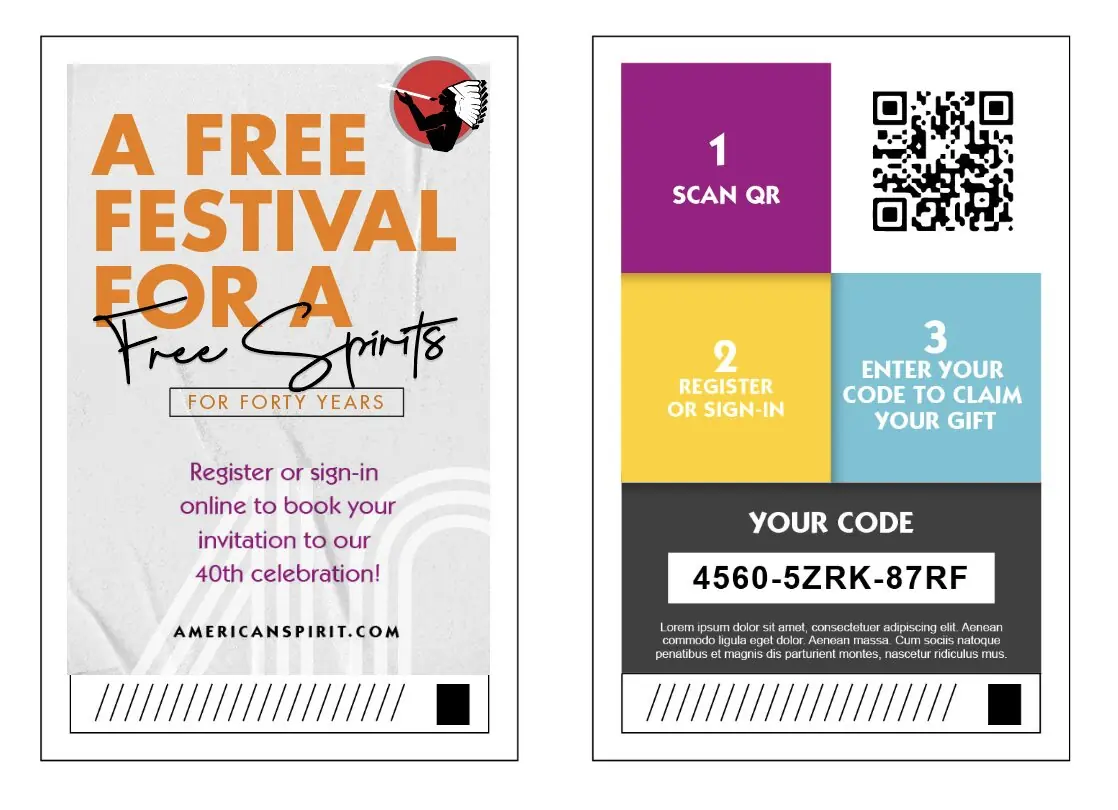 A FREE
FESTIVAL
FOR A
Free Spirits
FOR FORTY YEARS
Register or sign-in
online to book your
invitation to our
40th celebration!
AMERICANSPIRIT.COM
40
1
SCAN QR
2
REGISTER
OR SIGN-IN
3
ENTER YOUR
CODE TO CLAIM
YOUR GIFT
YOUR CODE
4560-5ZRK-87RF
Lorem ipsum dolor sit amet, consectetuer adipiscing elit. Aenean
commodo ligula eget dolor. Aenean massa. Cum sociis natoque
penatibus et magnis dis parturient montes, nascetur ridiculus mus.